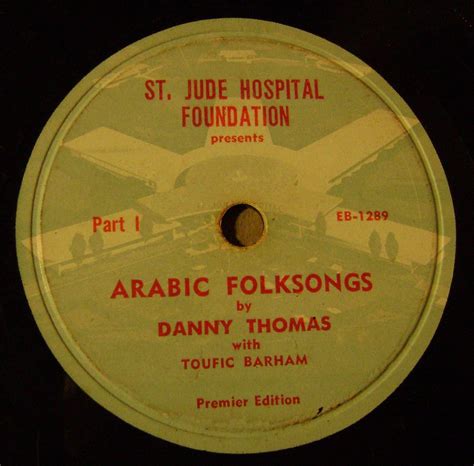 ST. JUDE HOSPITAL
FOUNDATION
presents
Part I
EB-1289
ARABIC FOLKSONGS
by
DANNY THOMAS
with
TOUFIC BARHAM
Premier Edition